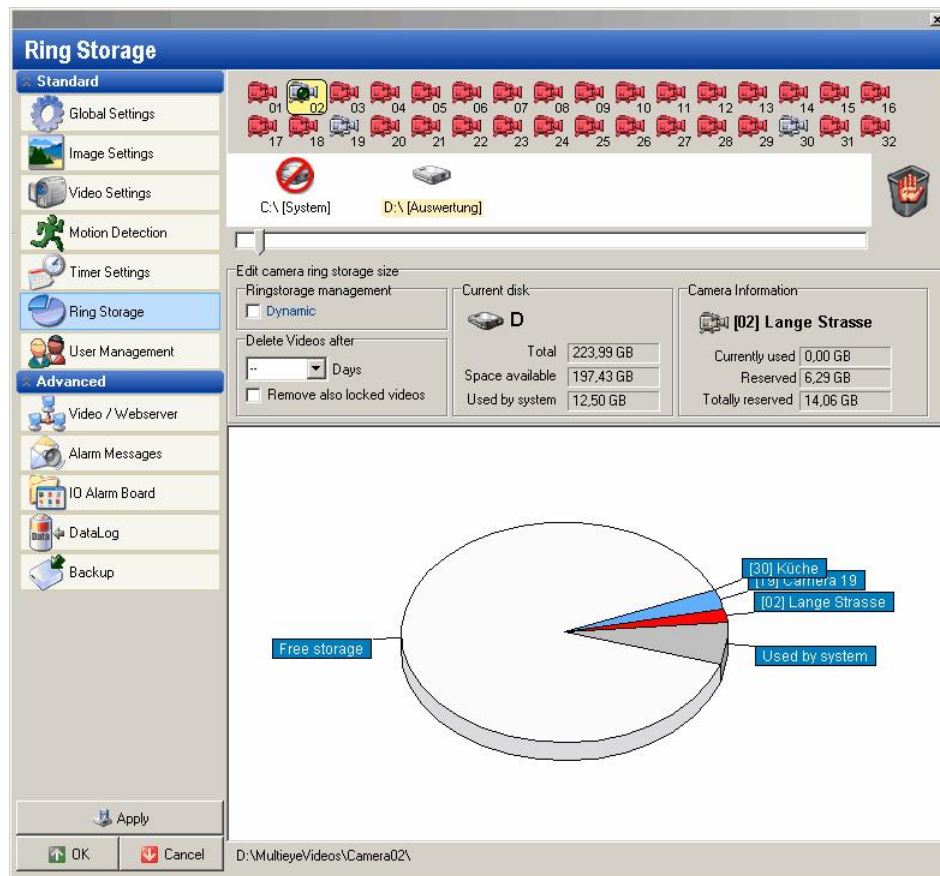 Ring Storage
Standard
Global Settings
Image Settings
Video Settings
Motion Detection
Timer Settings
Ring Storage
User Management
Advanced
Video / Webserver
Alarm Messages
IO Alarm Board
DataLog
Backup
Apply
OK
Cancel
01 02 03 04 05 06 07 08 09 10 11 12 13 14 15 16
17 18 19 20 21 22 23 24 25 26 27 28 29 30 31 32
C:\ [System]
D:\ [Auswertung]
Edit camera ring storage size
Ringstorage management
Dynamic
Delete Videos after
-- Days
Remove also locked videos
Current disk
D
Total 223,99 GB
Space available 197,43 GB
Used by system 12,50 GB
Camera Information
[02] Lange Strasse
Currently used 0,00 GB
Reserved 6,29 GB
Totally reserved 14,06 GB
[30] Küche
[19] Camera 19
[02] Lange Strasse
Used by system
Free storage
D:\MultieyeVideos\Camera02\